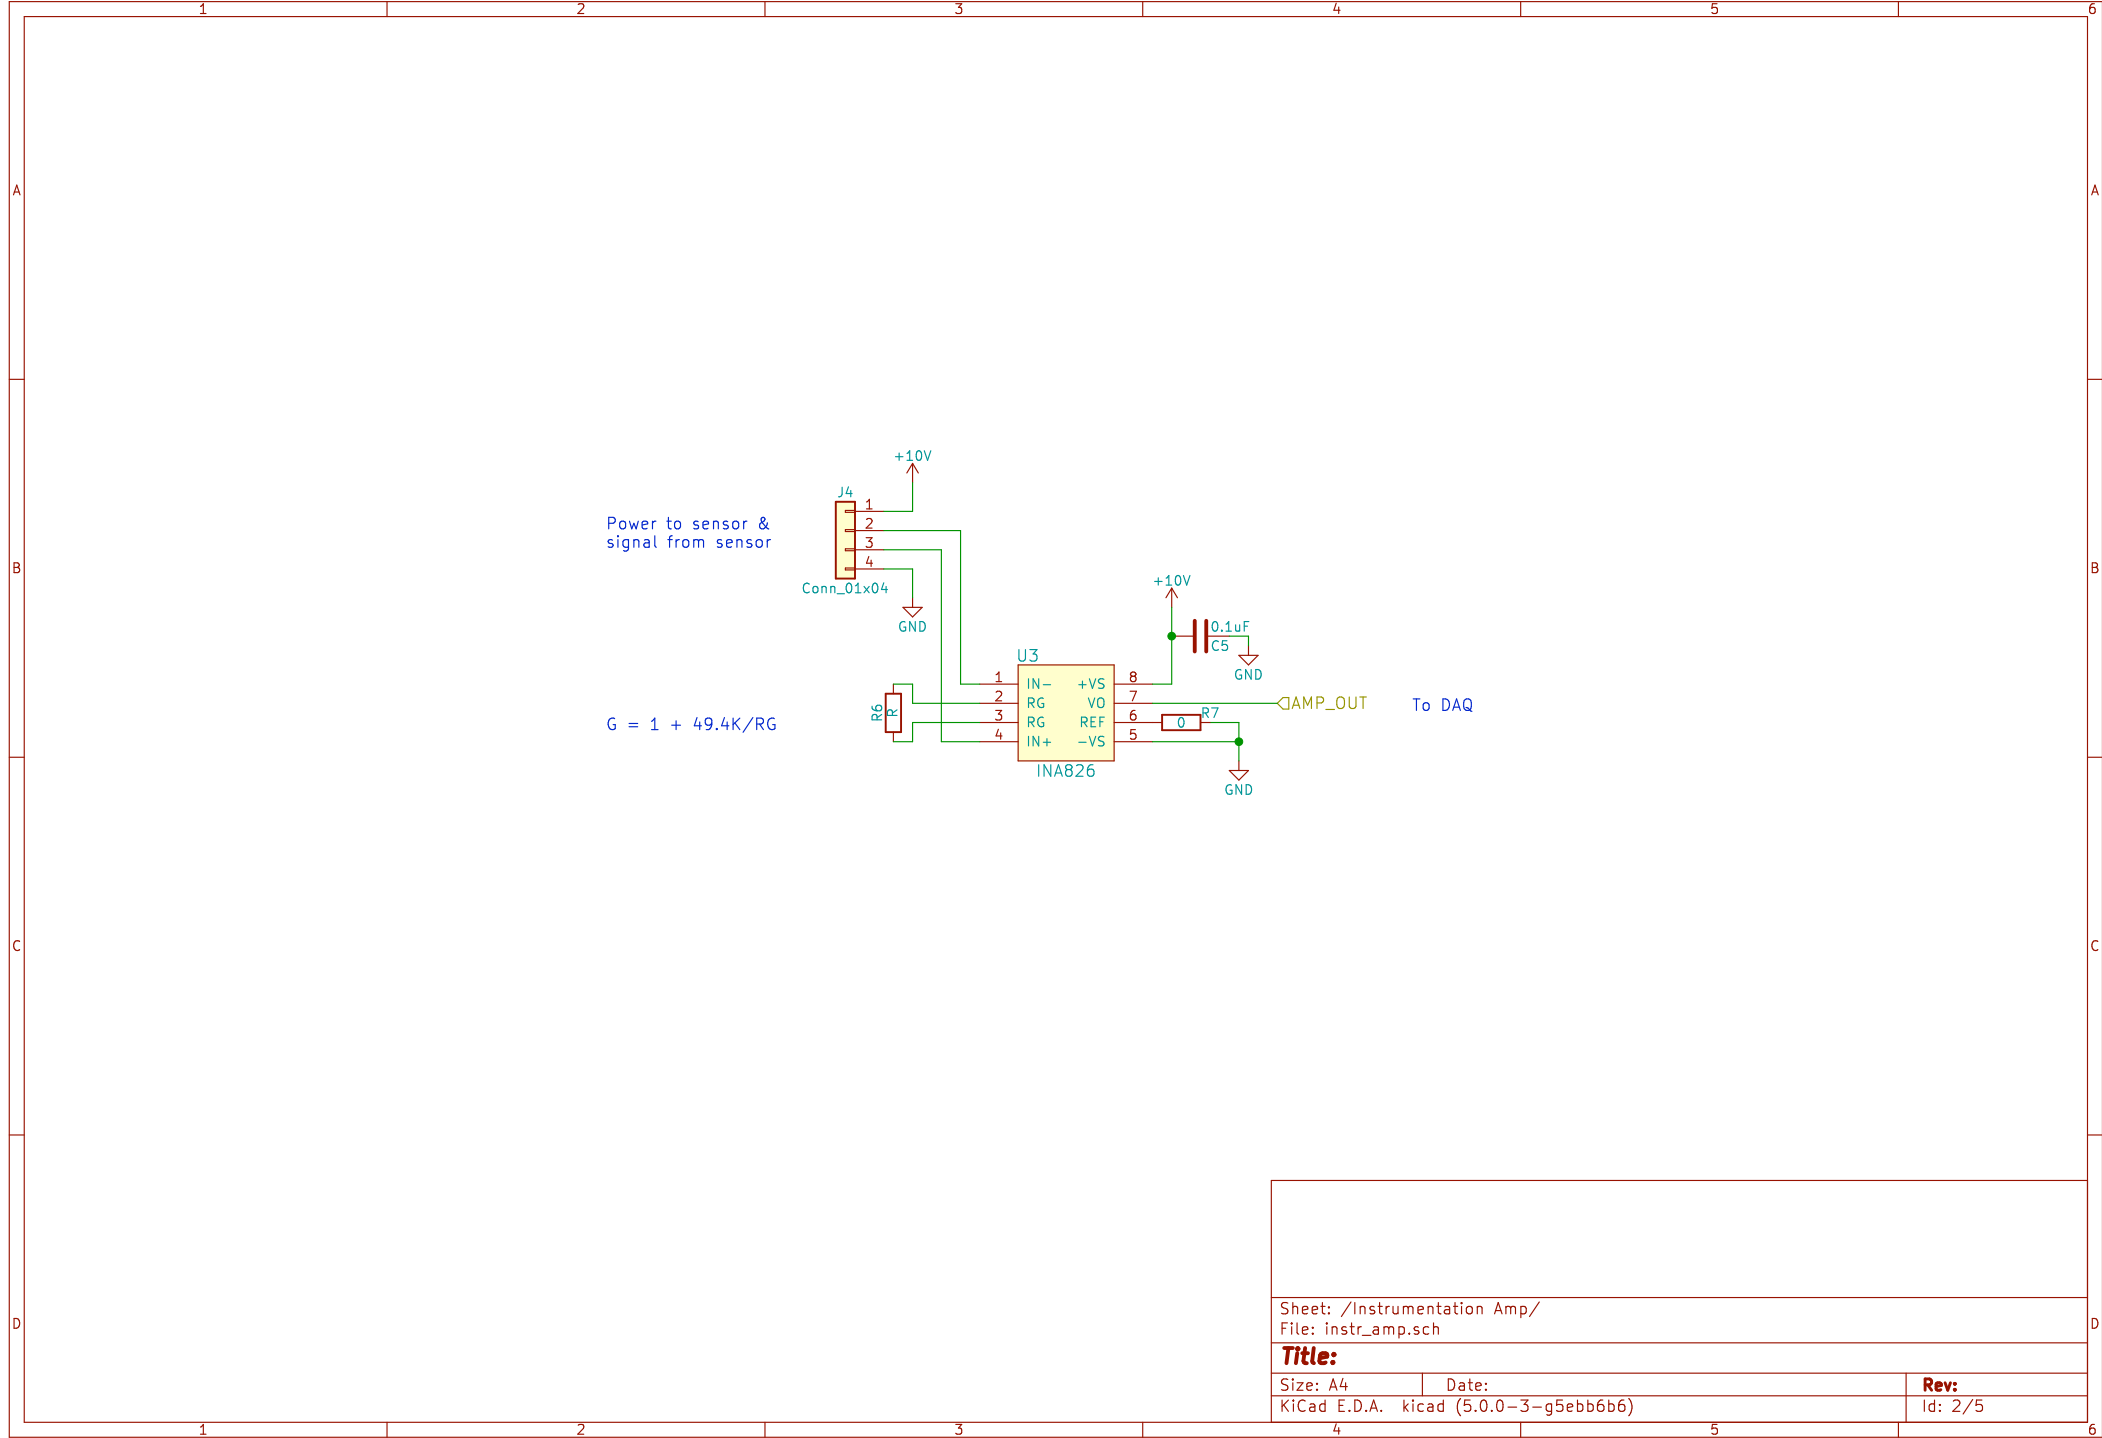 1 2 3 4 5 6
A A
+10V
J4
1
Power to sensor &
2
signal from sensor
3
B B
4
+10V
Conn_01x04
GND
0.1uF
C5
U3
GND
1 IN- +VS 8
2 RG VO 7
AMP_OUT
To DAQ
R6
R
R7
G = 1 + 49.4K/RG
3 RG REF 6
0
4 IN+ -VS 5
INA826
GND
C C
Sheet: /Instrumentation Amp/
D D
File: instr_amp.sch
Title:
Size: A4 Date: Rev:
KiCad E.D.A. kicad (5.0.0-3-g5ebb6b6) Id: 2/5
1 2 3 4 5 6